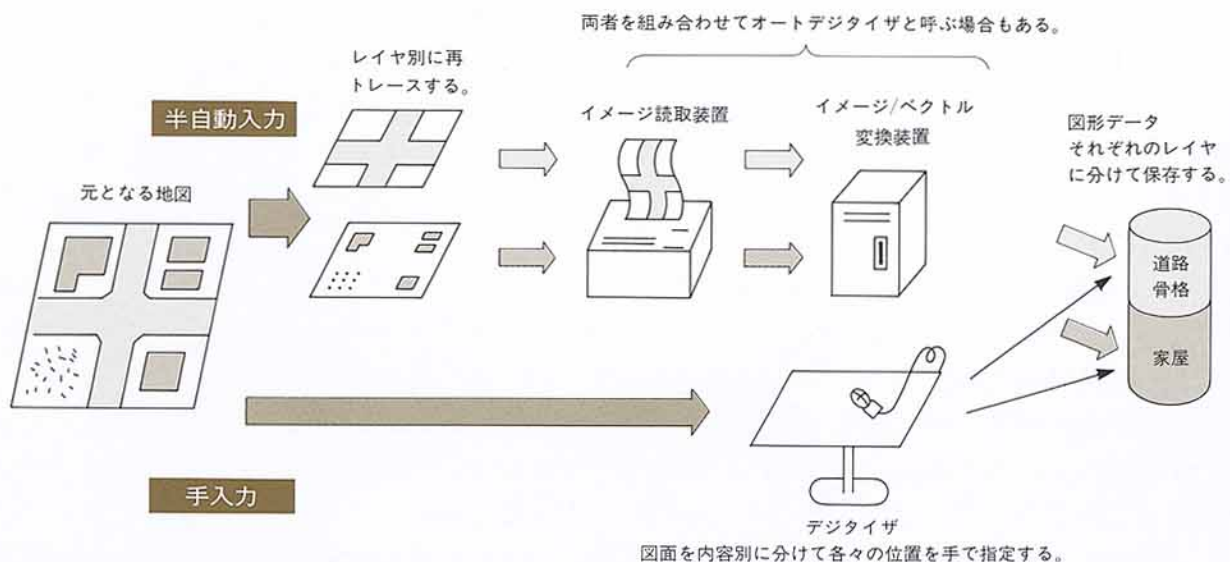 両者を組み合わせてオートデジタイザと呼ぶ場合もある。
レイヤ別に再
トレースする。
半自動入力
イメージ読取装置
イメージ/ベクトル
変換装置
図形データ
それぞれのレイヤ
に分けて保存する。
元となる地図
道路
骨格
家屋
手入力
デジタイザ
図面を内容別に分けて各々の位置を手で指定する。